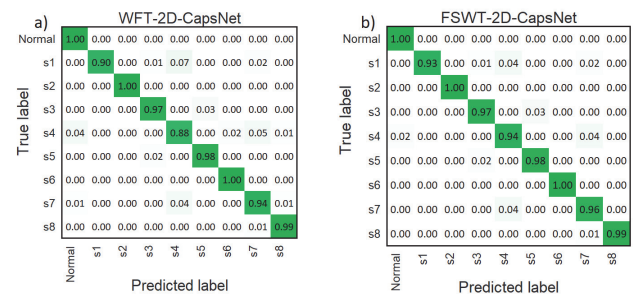 b) WFT-2D-CapsNet
Normal 1.00 0.00 0.00 0.00 0.00 0.00 0.00 0.00 0.00
s1 0.00 0.90 0.00 0.01 0.07 0.00 0.00 0.02 0.00
s2 0.00 0.00 1.00 0.00 0.00 0.00 0.00 0.00 0.00
s3 0.00 0.00 0.00 0.97 0.00 0.03 0.00 0.00 0.00
s4 0.04 0.00 0.00 0.00 0.88 0.00 0.02 0.05 0.01
s5 0.00 0.00 0.00 0.02 0.00 0.98 0.00 0.00 0.00
s6 0.00 0.00 0.00 0.00 0.00 0.00 1.00 0.00 0.00
s7 0.01 0.00 0.00 0.00 0.04 0.00 0.00 0.94 0.01
s8 0.00 0.00 0.00 0.00 0.00 0.00 0.00 0.01 0.99
Normal s1 s2 s3 s4 s5 s6 s7 s8
True label
Predicted label
a) FSWT-2D-CapsNet
Normal 1.00 0.00 0.00 0.00 0.00 0.00 0.00 0.00 0.00
s1 0.00 0.93 0.00 0.01 0.04 0.00 0.00 0.02 0.00
s2 0.00 0.00 1.00 0.00 0.00 0.00 0.00 0.00 0.00
s3 0.00 0.00 0.00 0.97 0.00 0.03 0.00 0.00 0.00
s4 0.02 0.00 0.00 0.00 0.94 0.00 0.00 0.04 0.00
s5 0.00 0.00 0.00 0.02 0.00 0.98 0.00 0.00 0.00
s6 0.00 0.00 0.00 0.00 0.00 0.00 1.00 0.00 0.00
s7 0.00 0.00 0.00 0.00 0.04 0.00 0.00 0.96 0.00
s8 0.00 0.00 0.00 0.00 0.00 0.00 0.00 0.01 0.99
Normal s1 s2 s3 s4 s5 s6 s7 s8
True label
Predicted label